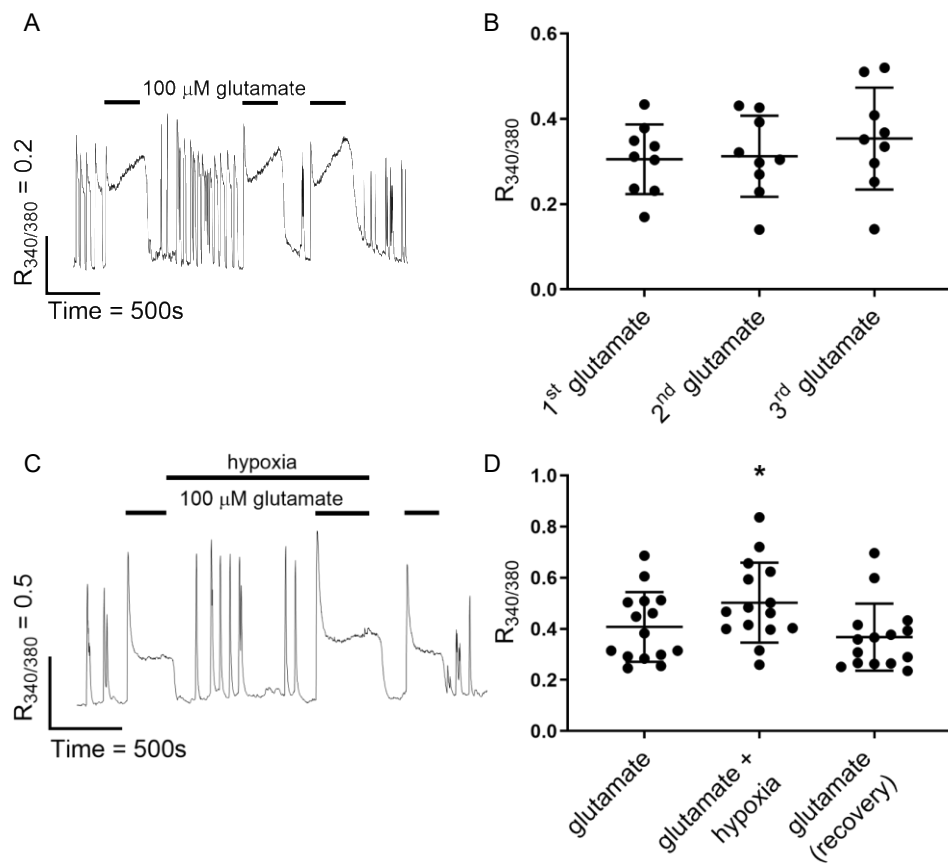 A
100 μM glutamate
R340/380 = 0.2
Time = 500s
B
0.6
0.4
0.2
0.0
R340/380
1st glutamate
2nd glutamate
3rd glutamate
C
hypoxia
100 μM glutamate
R340/380 = 0.5
Time = 500s
D
*
1.0
0.8
0.6
0.4
0.2
0.0
R340/380
glutamate
glutamate +
hypoxia
glutamate
(recovery)